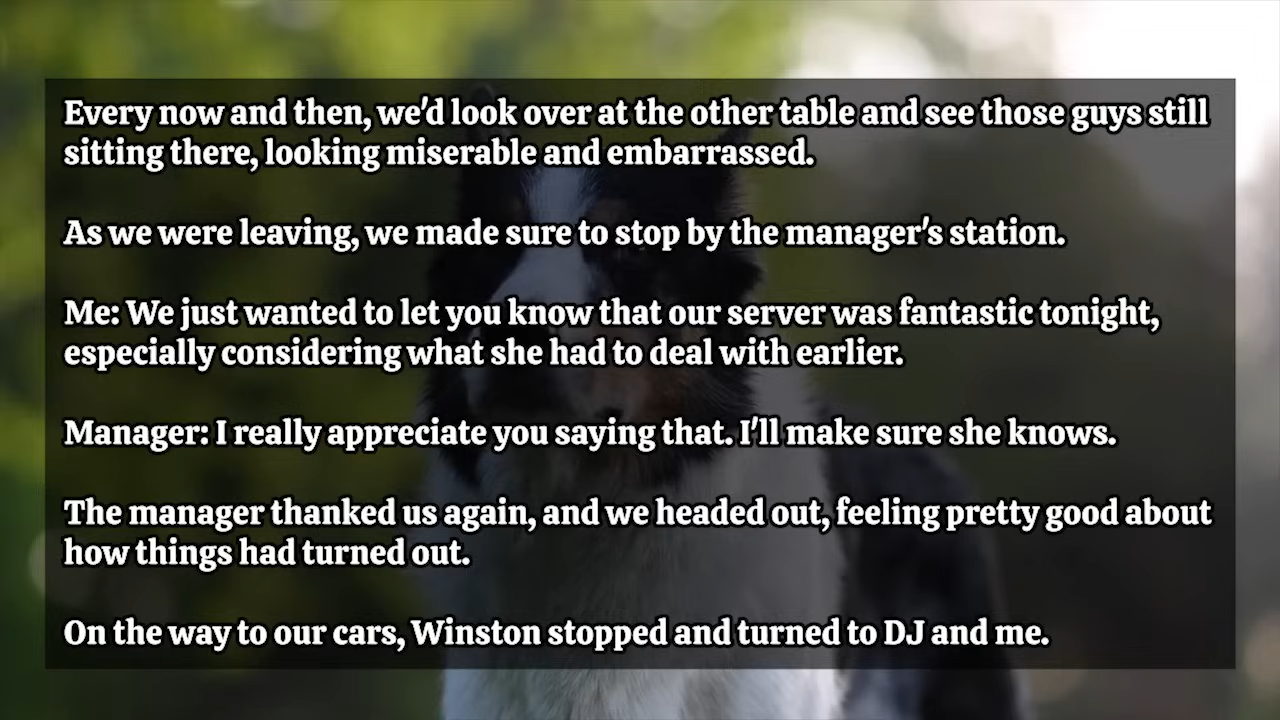 Every now and then, we'd look over at the other table and see those guys still
sitting there, looking miserable and embarrassed.
As we were leaving, we made sure to stop by the manager's station.
Me: We just wanted to let you know that our server was fantastic tonight,
especially considering what she had to deal with earlier.
Manager: I really appreciate you saying that. I'll make sure she knows.
The manager thanked us again, and we headed out, feeling pretty good about
how things had turned out.
On the way to our cars, Winston stopped and turned to DJ and me.